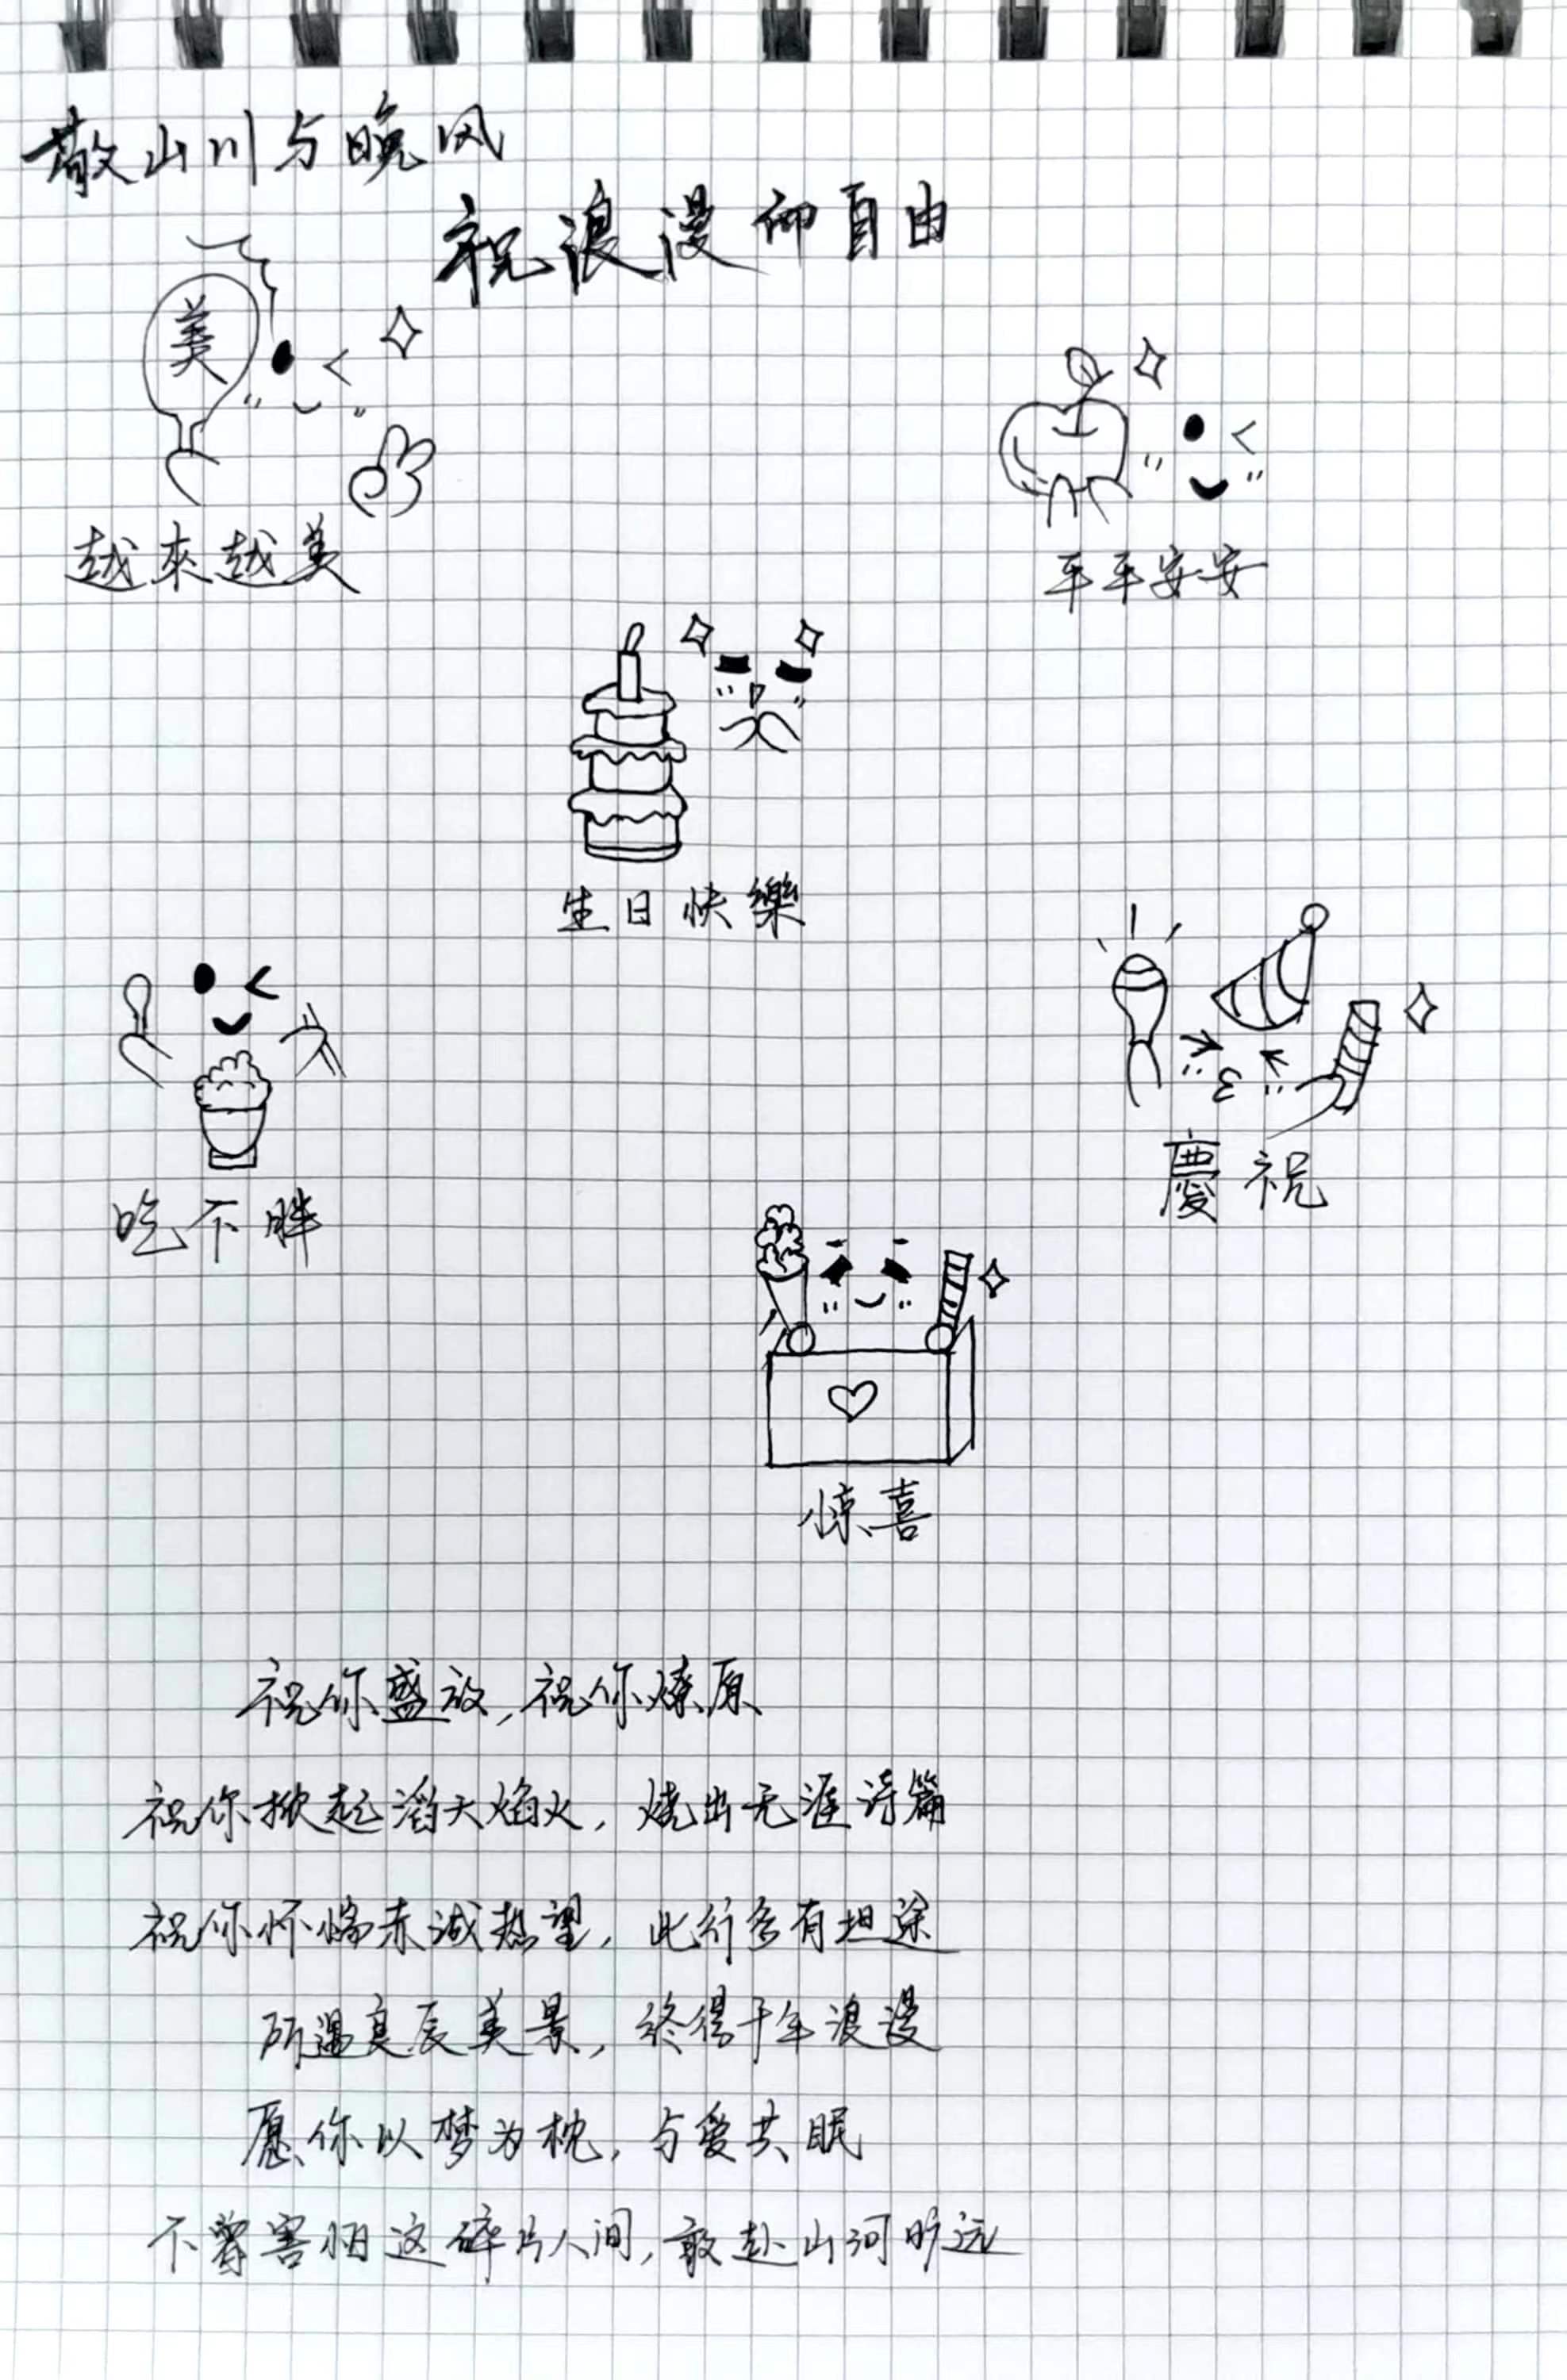 敬山川与晚风
祝浪漫和自由
美
越來越美
平平安安
生日快樂
吃不胖
慶祝
惊喜
祝你盛放,祝你燎原
祝你掀起滔天焰火,烧出无涯诗篇
祝你怀惴赤诚热望,此行多有坦途
所遇良辰美景,终得千年浪漫
愿你以梦为枕,与爱共眠
不曾害怕这碎片人间,敢赴山河旷远